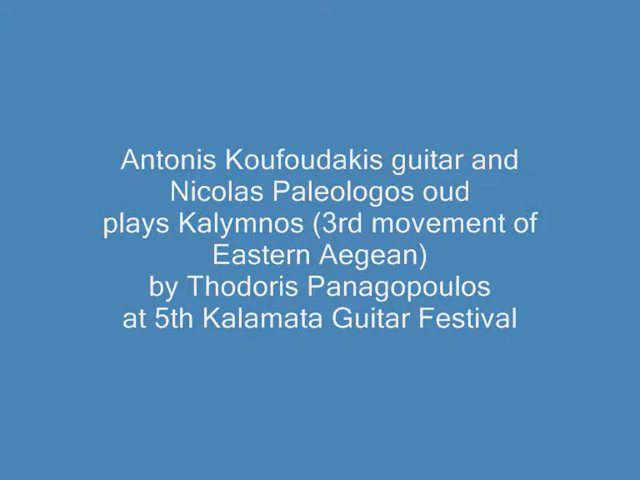 Antonis Koufoudakis guitar and
Nicolas Paleologos oud
plays Kalymnos (3rd movement of
Eastern Aegean)
by Thodoris Panagopoulos
at 5th Kalamata Guitar Festival